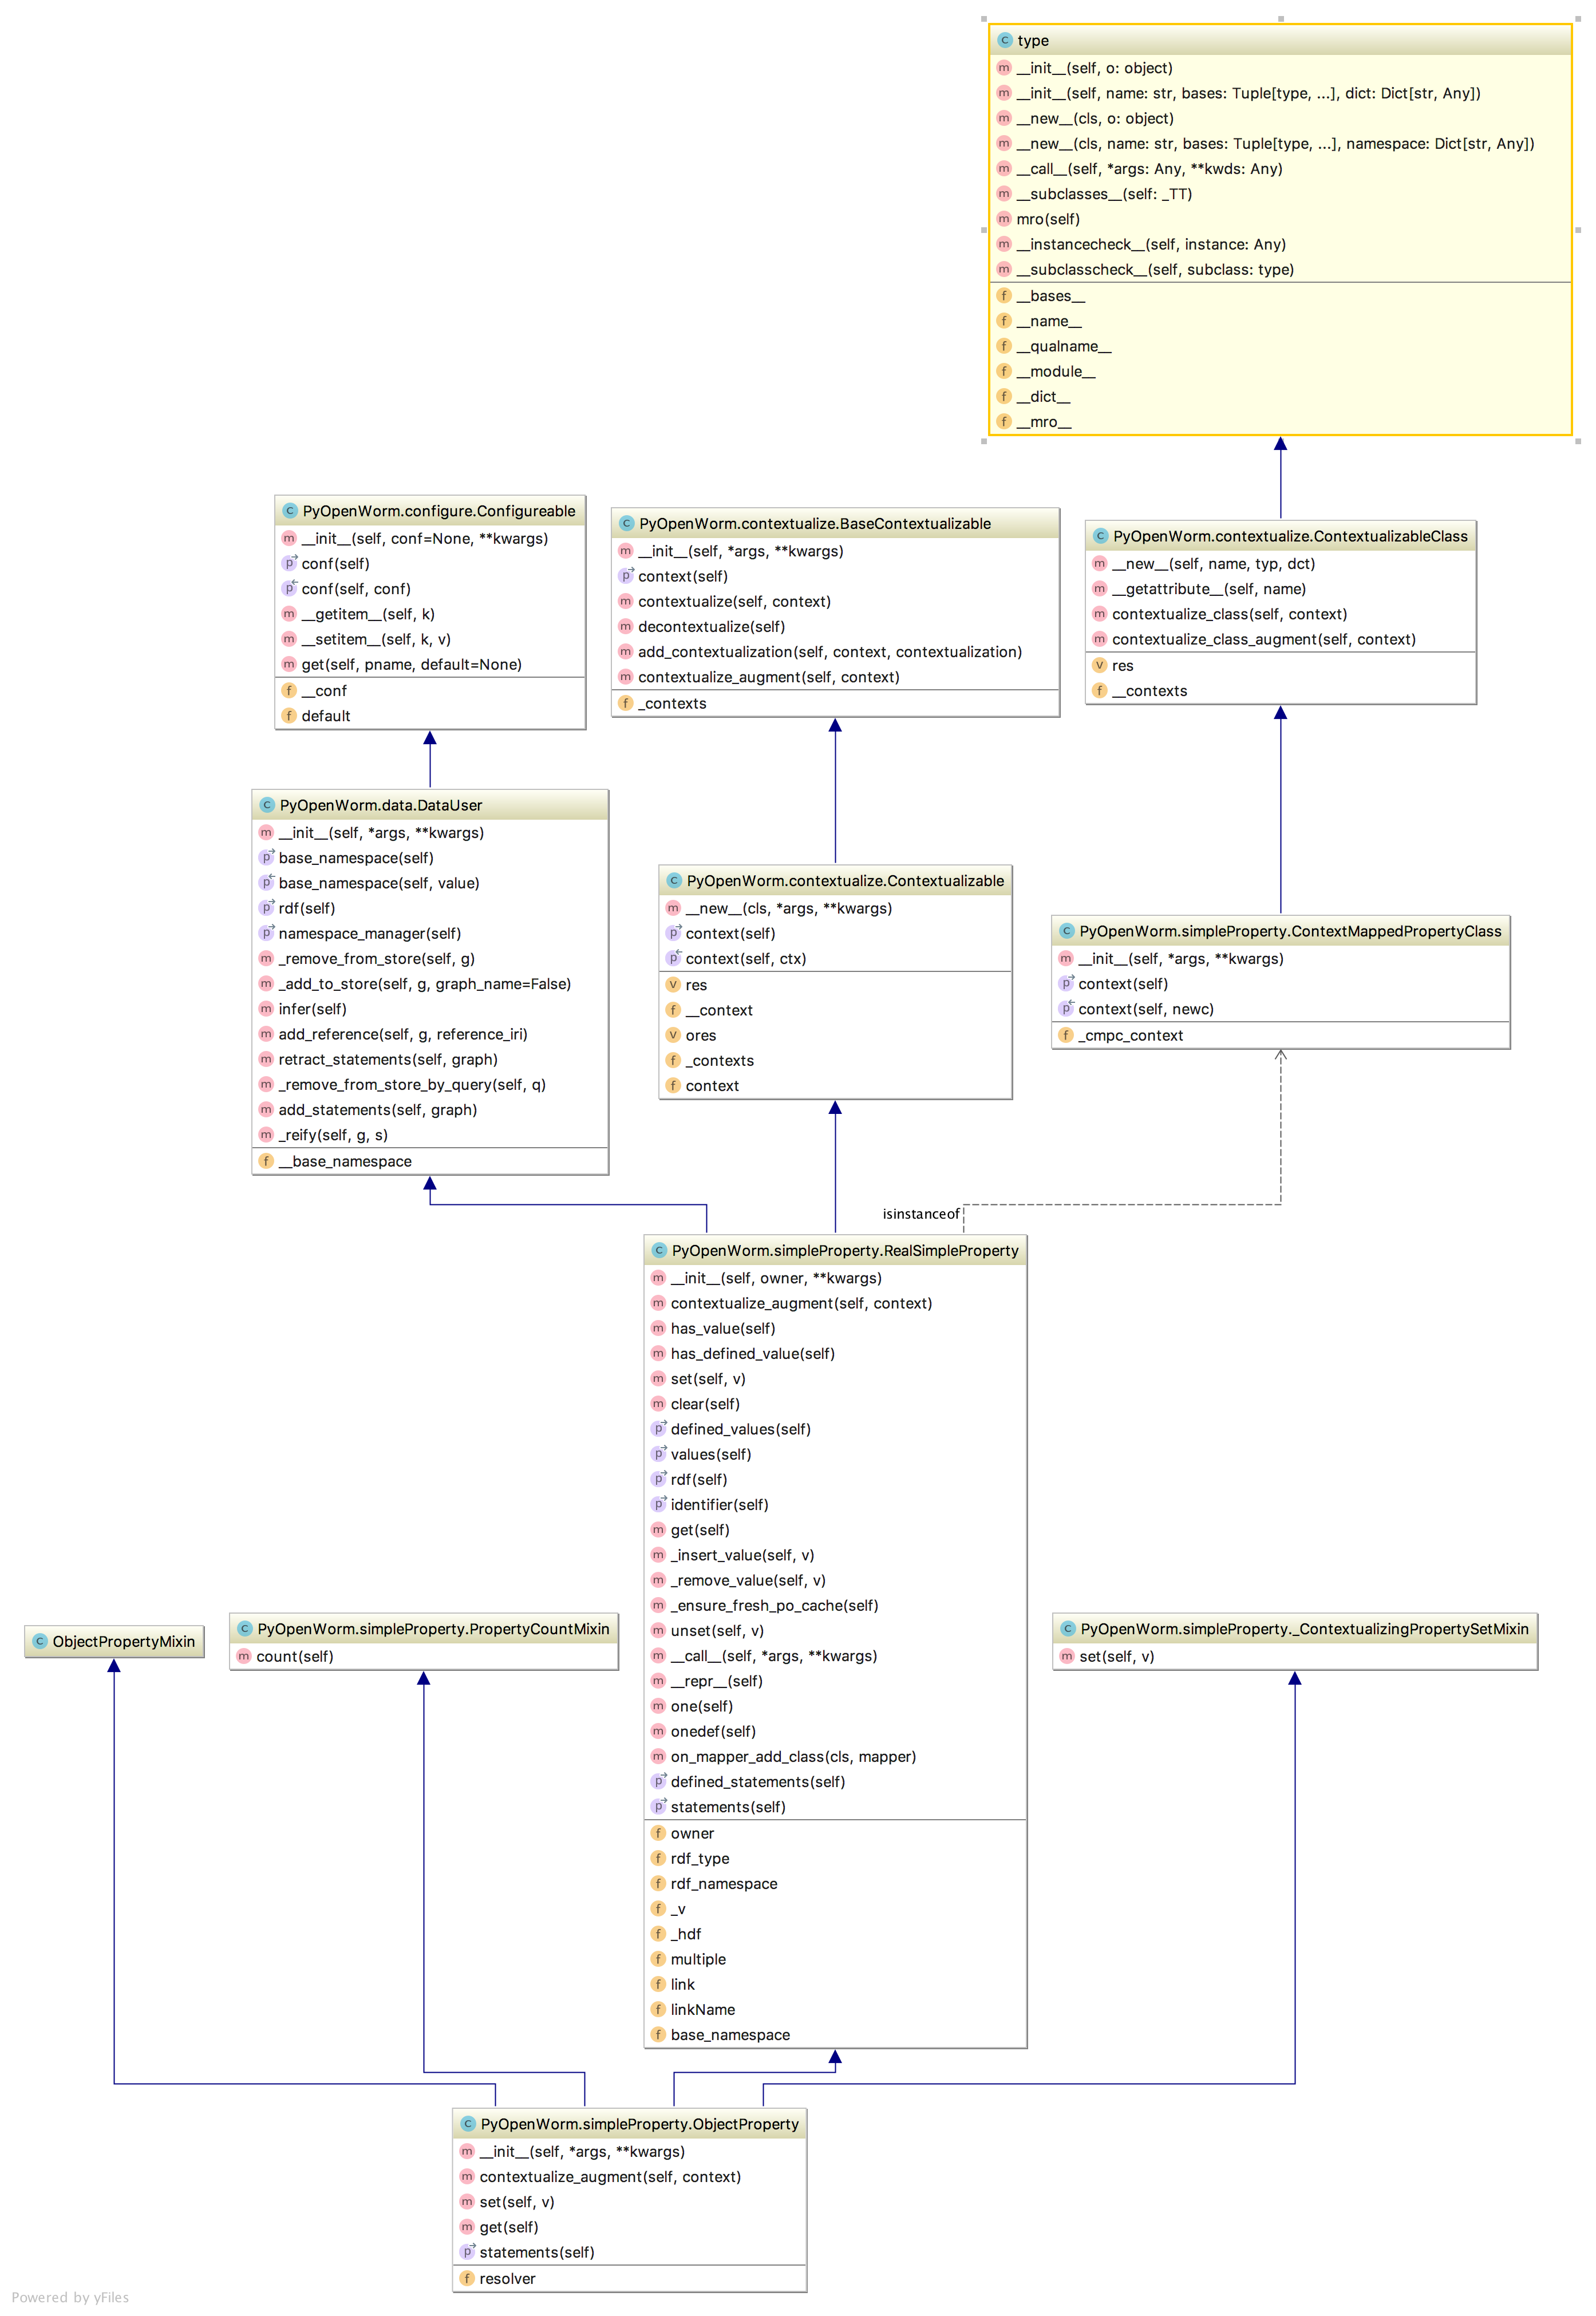 C type
m __init__(self, o: object)
m __init__(self, name: str, bases: Tuple[type, ...], dict: Dict[str, Any])
m __new__(cls, o: object)
m __new__(cls, name: str, bases: Tuple[type, ...], namespace: Dict[str, Any])
m __call__(self, *args: Any, **kwds: Any)
m __subclasses__(self: _TT)
m mro(self)
m __instancecheck__(self, instance: Any)
m __subclasscheck__(self, subclass: type)
f __bases__
f __name__
f __qualname__
f __module__
f __dict__
f __mro__
C PyOpenWorm.configure.Configureable
m __init__(self, conf=None, **kwargs)
p conf(self)
p conf(self, conf)
m __getitem__(self, k)
m __setitem__(self, k, v)
m get(self, pname, default=None)
f __conf
f default
C PyOpenWorm.contextualize.BaseContextualizable
m __init__(self, *args, **kwargs)
p context(self)
m contextualize(self, context)
m decontextualize(self)
m add_contextualization(self, context, contextualization)
m contextualize_augment(self, context)
f _contexts
C PyOpenWorm.contextualize.ContextualizableClass
m __new__(self, name, typ, dct)
m __getattribute__(self, name)
m contextualize_class(self, context)
m contextualize_class_augment(self, context)
V res
f __contexts
C PyOpenWorm.data.DataUser
m __init__(self, *args, **kwargs)
p base_namespace(self)
p base_namespace(self, value)
p rdf(self)
p namespace_manager(self)
m _remove_from_store(self, g)
m _add_to_store(self, g, graph_name=False)
m infer(self)
m add_reference(self, g, reference_iri)
m retract_statements(self, graph)
m _remove_from_store_by_query(self, q)
m add_statements(self, graph)
m _reify(self, g, s)
f __base_namespace
C PyOpenWorm.contextualize.Contextualizable
m __new__(cls, *args, **kwargs)
p context(self)
p context(self, ctx)
V res
f __context
V ores
f _contexts
f context
C PyOpenWorm.simpleProperty.ContextMappedPropertyClass
m __init__(self, *args, **kwargs)
p context(self)
p context(self, newc)
f _cmpc_context
isinstanceof
C PyOpenWorm.simpleProperty.RealSimpleProperty
m __init__(self, owner, **kwargs)
m contextualize_augment(self, context)
m has_value(self)
m has_defined_value(self)
m set(self, v)
m clear(self)
p defined_values(self)
p values(self)
p rdf(self)
p identifier(self)
m get(self)
m _insert_value(self, v)
m _remove_value(self, v)
m _ensure_fresh_po_cache(self)
m unset(self, v)
m __call__(self, *args, **kwargs)
m __repr__(self)
m one(self)
m onedef(self)
m on_mapper_add_class(cls, mapper)
p defined_statements(self)
p statements(self)
f owner
f rdf_type
f rdf_namespace
f _v
f _hdf
f multiple
f link
f linkName
f base_namespace
C ObjectPropertyMixin
C PyOpenWorm.simpleProperty.PropertyCountMixin
m count(self)
C PyOpenWorm.simpleProperty._ContextualizingPropertySetMixin
m set(self, v)
C PyOpenWorm.simpleProperty.ObjectProperty
m __init__(self, *args, **kwargs)
m contextualize_augment(self, context)
m set(self, v)
m get(self)
p statements(self)
f resolver
Powered by yFiles